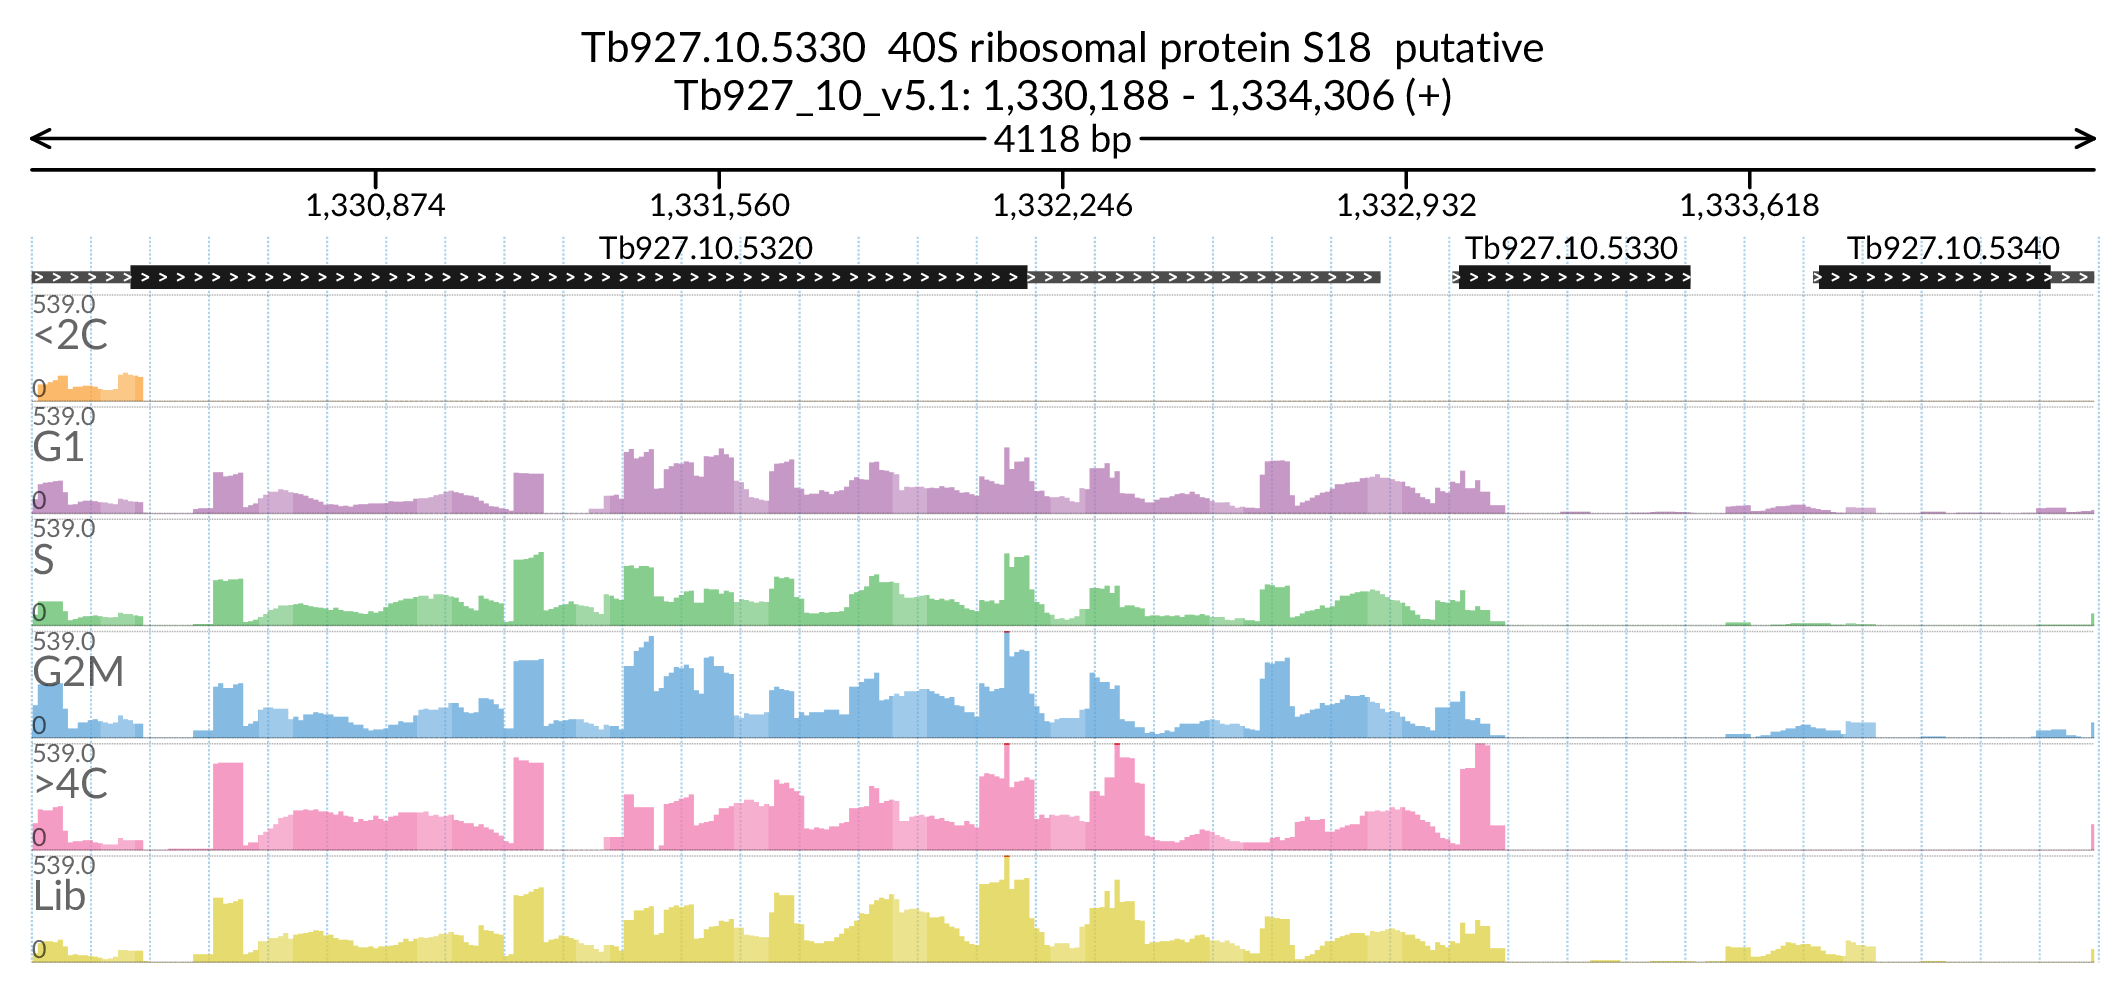 Tb927.10.5330 40S ribosomal protein S18 putative
Tb927_10_v5.1: 1,330,188 - 1,334,306 (+)
4118 bp
1,330,874 1,331,560 1,332,246 1,332,932 1,333,618
Tb927.10.5320 Tb927.10.5330 Tb927.10.5340
539.0
<2C
0
539.0
G1
0
539.0
S
0
539.0
G2M
0
539.0
>4C
0
539.0
Lib
0